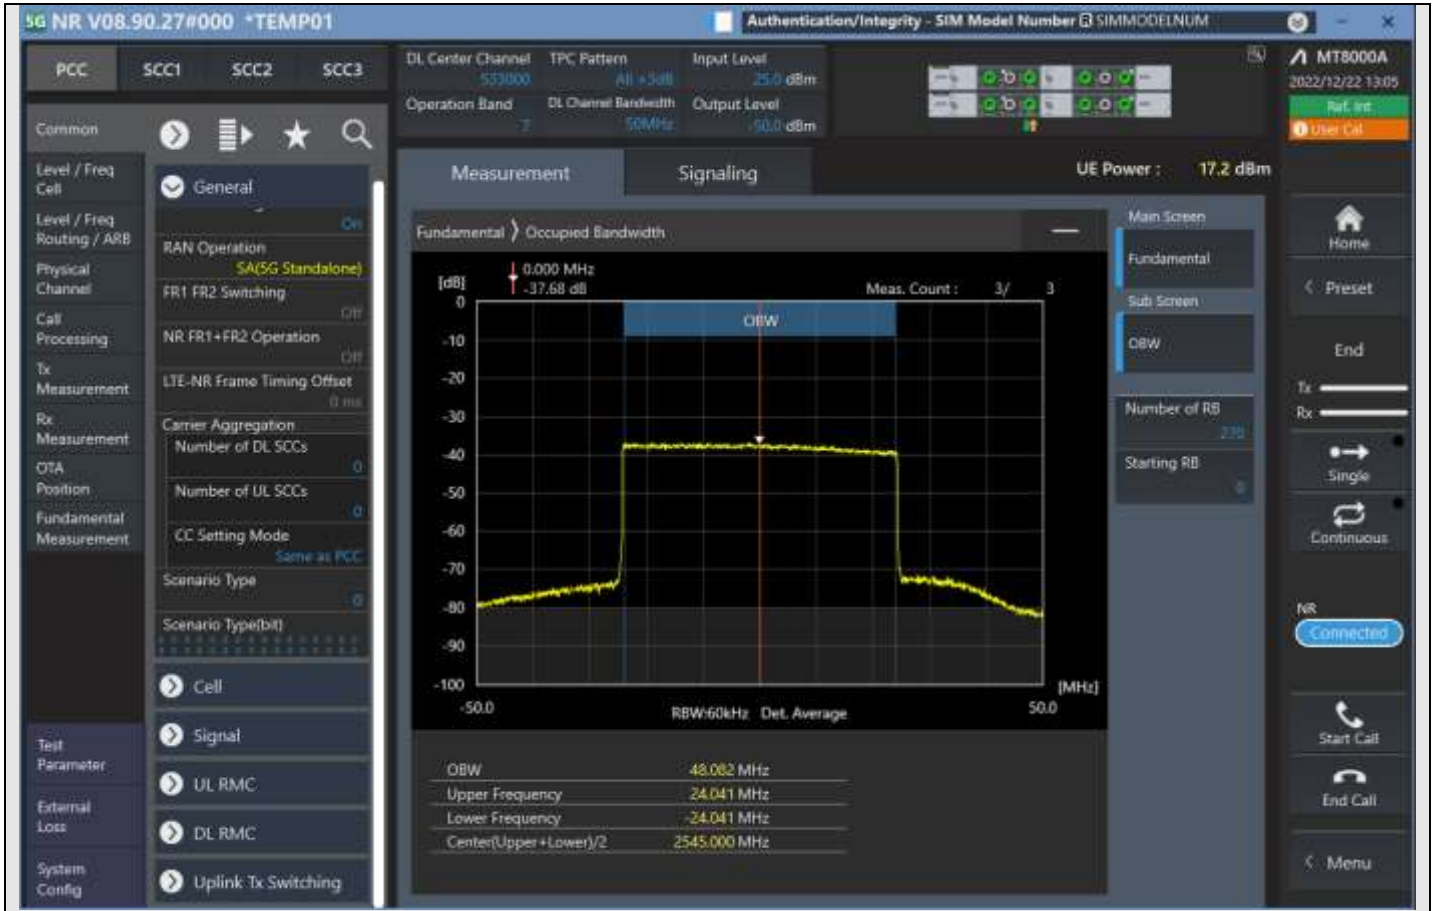 5G NR V08.90.27#000 *TEMP01
Authentication/Integrity - SIM Model Number SIMMODELNUM
PCC SCC1 SCC2 SCC3
DL Center Channel
533000
TPC Pattern
All +3dB
Input Level
25.0 dBm
Operation Band
7
DL Channel Bandwidth
50MHz
Output Level
-50.0 dBm
MT8000A
2022/12/22 13:05
Ref. Int
User Cal
Common
Level / Freq
Cell
Level / Freq
Routing / ARB
Physical
Channel
Call
Processing
Tx
Measurement
Rx
Measurement
OTA
Position
Fundamental
Measurement
Test
Parameter
External
Loss
System
Config
General
On
RAN Operation
SA(5G Standalone)
FR1 FR2 Switching
Off
NR FR1+FR2 Operation
Off
LTE-NR Frame Timing Offset
0 ms
Carrier Aggregation
Number of DL SCCs
0
Number of UL SCCs
0
CC Setting Mode
Same as PCC
Scenario Type
0
Scenario Type(bit)
Cell
Signal
UL RMC
DL RMC
Uplink Tx Switching
Measurement Signaling
UE Power : 17.2 dBm
Fundamental Occupied Bandwidth
0.000 MHz
-37.68 dB
Meas. Count : 3/ 3
[dB]
0
-10
-20
-30
-40
-50
-60
-70
-80
-90
-100
OBW
[MHz]
-50.0 50.0
RBW:60kHz Det. Average
OBW 48.082 MHz
Upper Frequency 24.041 MHz
Lower Frequency -24.041 MHz
Center(Upper+Lower)/2 2545.000 MHz
Main Screen
Fundamental
Sub Screen
OBW
Number of RB
Starting RB
0
Home
Preset
End
Tx
Rx
Single
Continuous
NR
Connected
Start Call
End Call
Menu